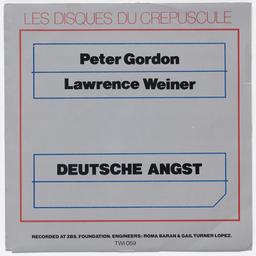 LES DISQUES DU CREPUSCULE
Peter Gordon
Lawrence Weiner
DEUTSCHE ANGST
RECORDED AT ZBS. FOUNDATION. ENGINEERS: ROMA BARAN & GAIL TURNER LOPEZ.
TWI 059